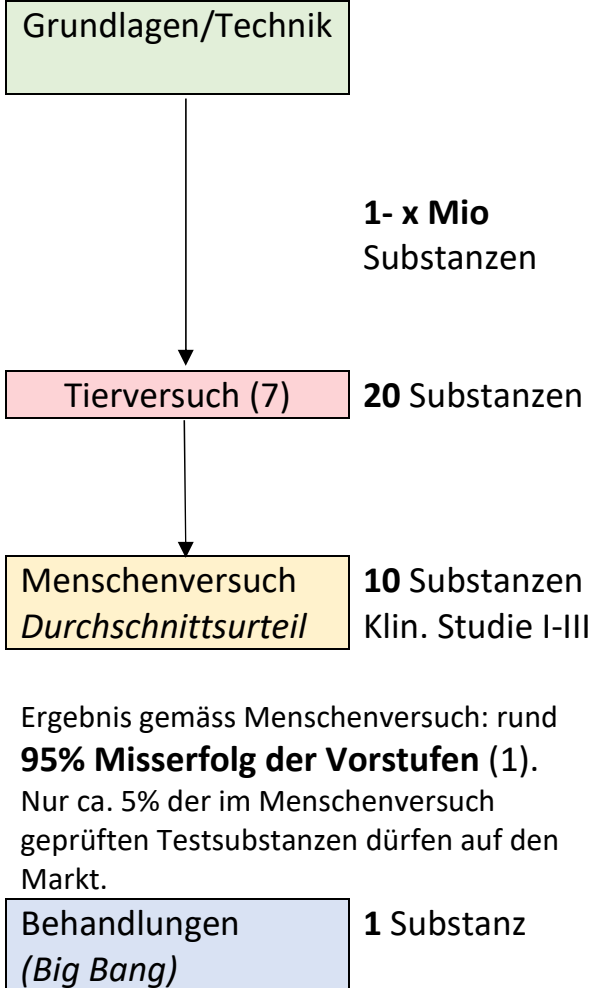 Grundlagen/Technik
1- x Mio
Substanzen
Tierversuch (7)
20 Substanzen
Menschenversuch
Durchschnittsurteil
10 Substanzen
Klin. Studie I-III
Ergebnis gemäss Menschenversuch: rund
95% Misserfolg der Vorstufen (1).
Nur ca. 5% der im Menschenversuch
geprüften Testsubstanzen dürfen auf den
Markt.
Behandlungen
(Big Bang)
1 Substanz